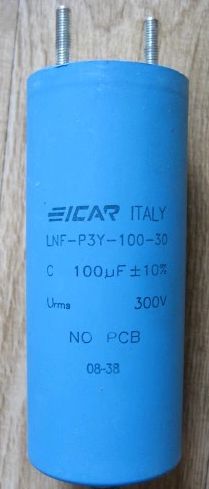 ICAR ITALY
LNF-P3Y-100-30
C 100µF ± 10%
Urms 300V
NO PCB
08-38